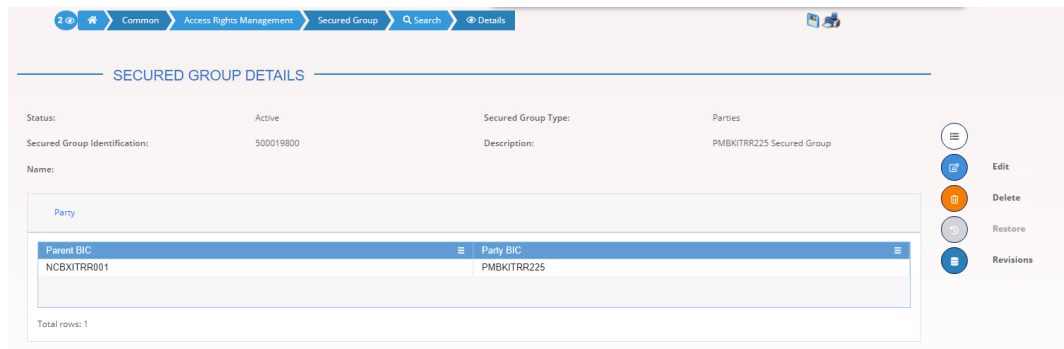 2 Common Access Rights Management Secured Group Search Details
SECURED GROUP DETAILS
Status: Active Secured Group Type: Parties
Secured Group Identification: 500019800 Description: PMBKITRR225 Secured Group
Name:
Edit
Delete
Restore
Revisions
Party
Parent BIC Party BIC
NCBXITRR001 PMBKITRR225
Total rows: 1